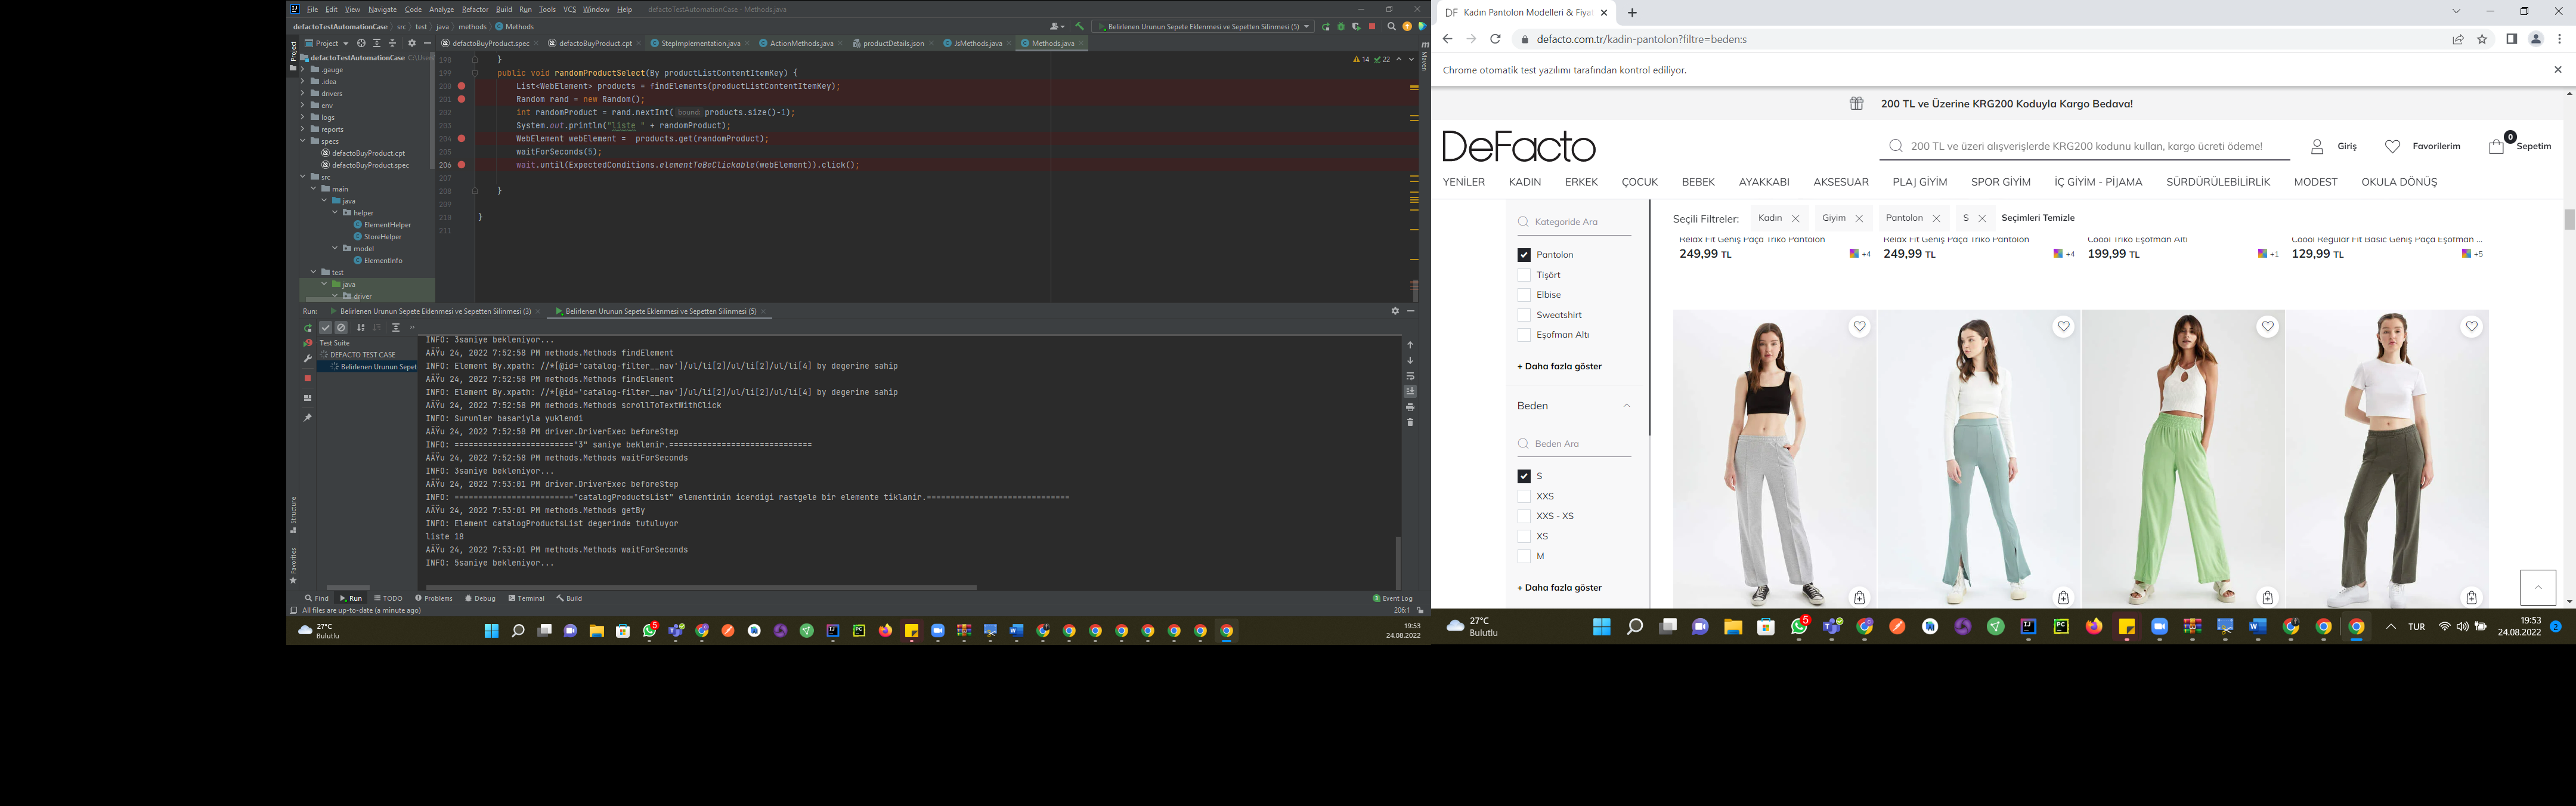 File Edit View Navigate Code Analyze Refactor Build Run Tools VCS Window Help defactoTestAutomationCase - Methods.java
defactoTestAutomationCase src test java methods Methods
Belirlenen Urunun Sepete Eklenmesi ve Sepetten Silinmesi (5)
Project
defactoBuyProduct.spec
defactoBuyProduct.cpt
StepImplementation.java
ActionMethods.java
productDetails.json
JsMethods.java
Methods.java
Project
Maven
defactoTestAutomationCase C:\Users
.gauge
.idea
drivers
env
logs
reports
specs
defactoBuyProduct.cpt
defactoBuyProduct.spec
src
main
java
helper
ElementHelper
StoreHelper
model
ElementInfo
test
java
driver
14 22
198 }
199 public void randomProductSelect(By productListContentItemKey) {
200 List<WebElement> products = findElements(productListContentItemKey);
201 Random rand = new Random();
202 int randomProduct = rand.nextInt( bound: products.size()-1);
203 System.out.println("liste " + randomProduct);
204 WebElement webElement = products.get(randomProduct);
205 waitForSeconds(5);
206 wait.until(ExpectedConditions.elementToBeClickable(webElement)).click();
207
208 }
209
210 }
211
Run: Belirlenen Urunun Sepete Eklenmesi ve Sepetten Silinmesi (3) Belirlenen Urunun Sepete Eklenmesi ve Sepetten Silinmesi (5)
Test Suite
DEFACTO TEST CASE
Belirlenen Urunun Sepet
INFO: 3saniye bekleniyor...
AÄŸu 24, 2022 7:52:58 PM methods.Methods findElement
INFO: Element By.xpath: //*[@id='catalog-filter__nav']/ul/li[2]/ul/li[2]/ul/li[4] by degerine sahip
AÄŸu 24, 2022 7:52:58 PM methods.Methods findElement
INFO: Element By.xpath: //*[@id='catalog-filter__nav']/ul/li[2]/ul/li[2]/ul/li[4] by degerine sahip
AÄŸu 24, 2022 7:52:58 PM methods.Methods scrollToTextWithClick
INFO: Surunler basariyla yuklendi
AÄŸu 24, 2022 7:52:58 PM driver.DriverExec beforeStep
INFO: =========================="3" saniye beklenir.==============================
AÄŸu 24, 2022 7:52:58 PM methods.Methods waitForSeconds
INFO: 3saniye bekleniyor...
AÄŸu 24, 2022 7:53:01 PM driver.DriverExec beforeStep
INFO: =========================="catalogProductsList" elementinin icerdigi rastgele bir elemente tiklanir.==============================
AÄŸu 24, 2022 7:53:01 PM methods.Methods getBy
INFO: Element catalogProductsList degerinde tutuluyor
liste 18
AÄŸu 24, 2022 7:53:01 PM methods.Methods waitForSeconds
INFO: 5saniye bekleniyor...
Structure
Favorites
Find Run TODO Problems Debug Terminal Build
3 Event Log
All files are up-to-date (a minute ago)
206:1
27°C
Bulutlu
5
19:53
24.08.2022
DF Kadın Pantolon Modelleri & Fiya
defacto.com.tr/kadin-pantolon?filtre=beden:s
Chrome otomatik test yazılımı tarafından kontrol ediliyor.
200 TL ve Üzerine KRG200 Koduyla Kargo Bedava!
DeFacto
200 TL ve üzeri alışverişlerde KRG200 kodunu kullan, kargo ücreti ödeme!
Giriş
Favorilerim
0
Sepetim
YENİLER KADIN ERKEK ÇOCUK BEBEK AYAKKABI AKSESUAR PLAJ GİYİM SPOR GİYİM İÇ GİYİM - PİJAMA SÜRDÜRÜLEBİLİRLİK MODEST OKULA DÖNÜŞ
Kategoride Ara
Pantolon
Tişört
Elbise
Sweatshirt
Eşofman Altı
+ Daha fazla göster
Beden
Beden Ara
S
XXS
XXS - XS
XS
M
+ Daha fazla göster
Seçili Filtreler: Kadın Giyim Pantolon S Seçimleri Temizle
Relax Fit Geniş Paça Triko Pantolon
249,99 TL +4
Relax Fit Geniş Paça Triko Pantolon
249,99 TL +4
Coool Triko Eşofman Altı
199,99 TL +1
Coool Regular Fit Basic Geniş Paça Eşofman ...
129,99 TL +5
27°C
Bulutlu
5
TUR
19:53
24.08.2022
2